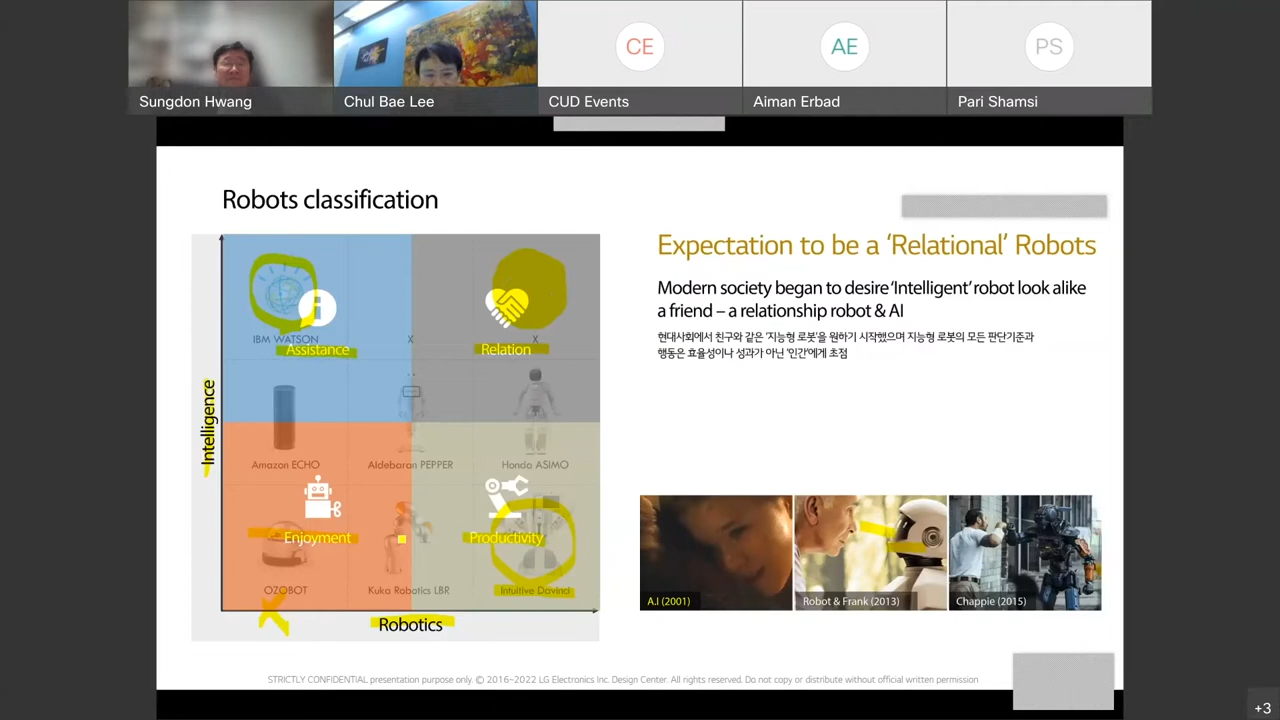 CE
AE
PS
Sungdon Hwang
Chul Bae Lee
CUD Events
Aiman Erbad
Pari Shamsi
Robots classification
Expectation to be a 'Relational' Robots
Modern society began to desire 'Intelligent' robot look alike
a friend – a relationship robot & AI
현대사회에서 친구와 같은 '지능형 로봇'을 원하기 시작했으며 지능형 로봇의 모든 판단기준과
행동은 효율성이나 성과가 아닌 '인간'에게 초점
Intelligence
IBM WATSON
X
X
Assistance
Relation
Amazon ECHO
Aldebaran PEPPER
Honda ASIMO
Enjoyment
Productivity
OZOBOT
Kuka Robotics LBR
Intuitive Davinci
Robotics
A.I (2001)
Robot & Frank (2013)
Chappie (2015)
STRICTLY CONFIDENTIAL presentation purpose only. © 2016~2022 LG Electronics Inc. Design Center. All rights reserved. Do not copy or distribute without official written permission
+3